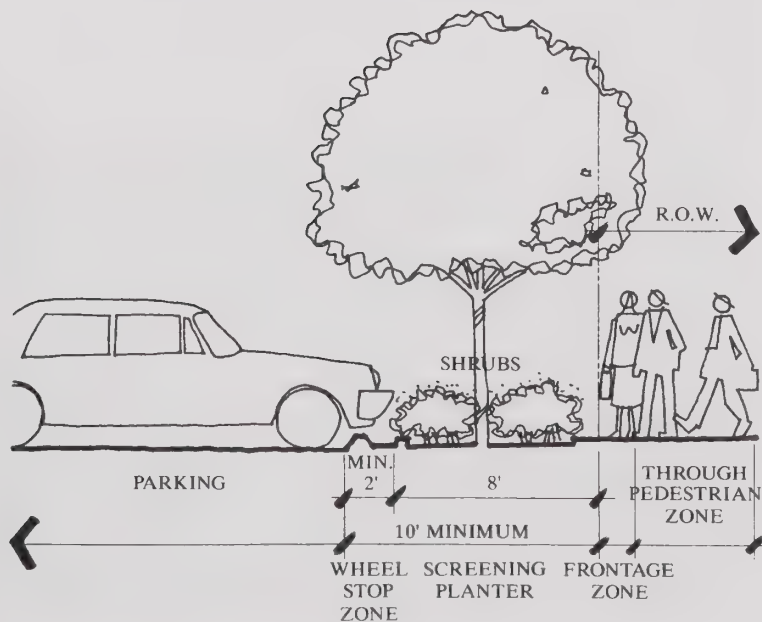 R.O.W.
SHRUBS
PARKING
MIN.
2'
8'
THROUGH
PEDESTRIAN
ZONE
10' MINIMUM
WHEEL
STOP
ZONE
SCREENING
PLANTER
FRONTAGE
ZONE